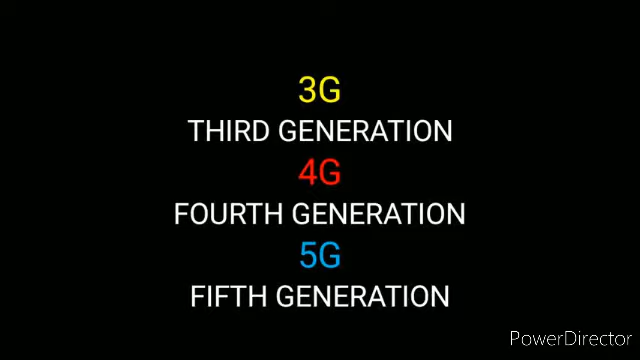 3G
THIRD GENERATION
4G
FOURTH GENERATION
5G
FIFTH GENERATION
PowerDirector